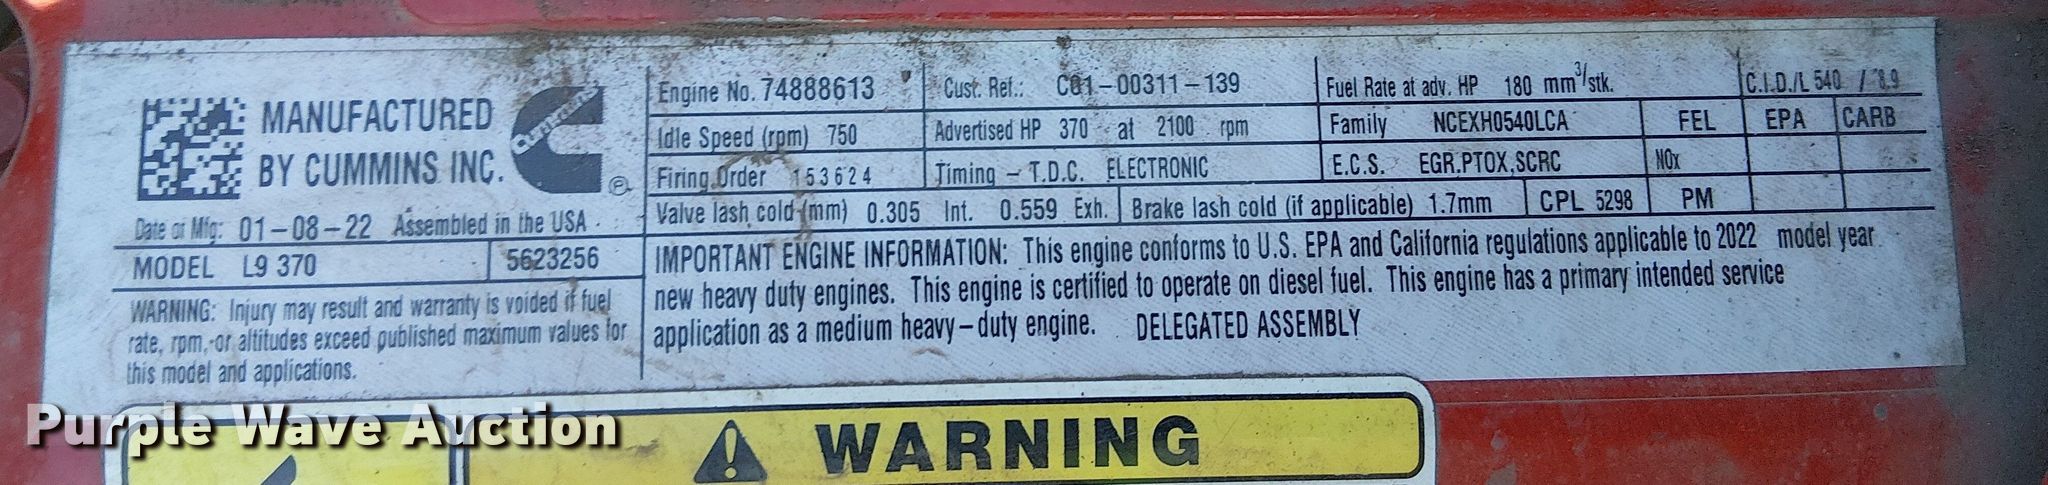 MANUFACTURED
BY CUMMINS INC.
Cummins
Date of Mfg: 01-08-22 Assembled in the USA
MODEL L9 370 5623256
WARNING: Injury may result and warranty is voided if fuel
rate, rpm, or altitudes exceed published maximum values for
this model and applications.
Engine No. 74888613 Cust. Ref.: C01-00311-139 Fuel Rate at adv. HP 180 mm³/stk. C.I.D./L 540 / 8.9
Idle Speed (rpm) 750 Advertised HP 370 at 2100 rpm Family NCEXH0540LCA FEL EPA CARB
Firing Order 153624 Timing - T.D.C. ELECTRONIC E.C.S. EGR,PTOX,SCRC NOx
Valve lash cold (mm) 0.305 Int. 0.559 Exh. Brake lash cold (if applicable) 1.7mm CPL 5298 PM
IMPORTANT ENGINE INFORMATION: This engine conforms to U.S. EPA and California regulations applicable to 2022 model year
new heavy duty engines. This engine is certified to operate on diesel fuel. This engine has a primary intended service
application as a medium heavy-duty engine. DELEGATED ASSEMBLY
Purple Wave Auction
WARNING